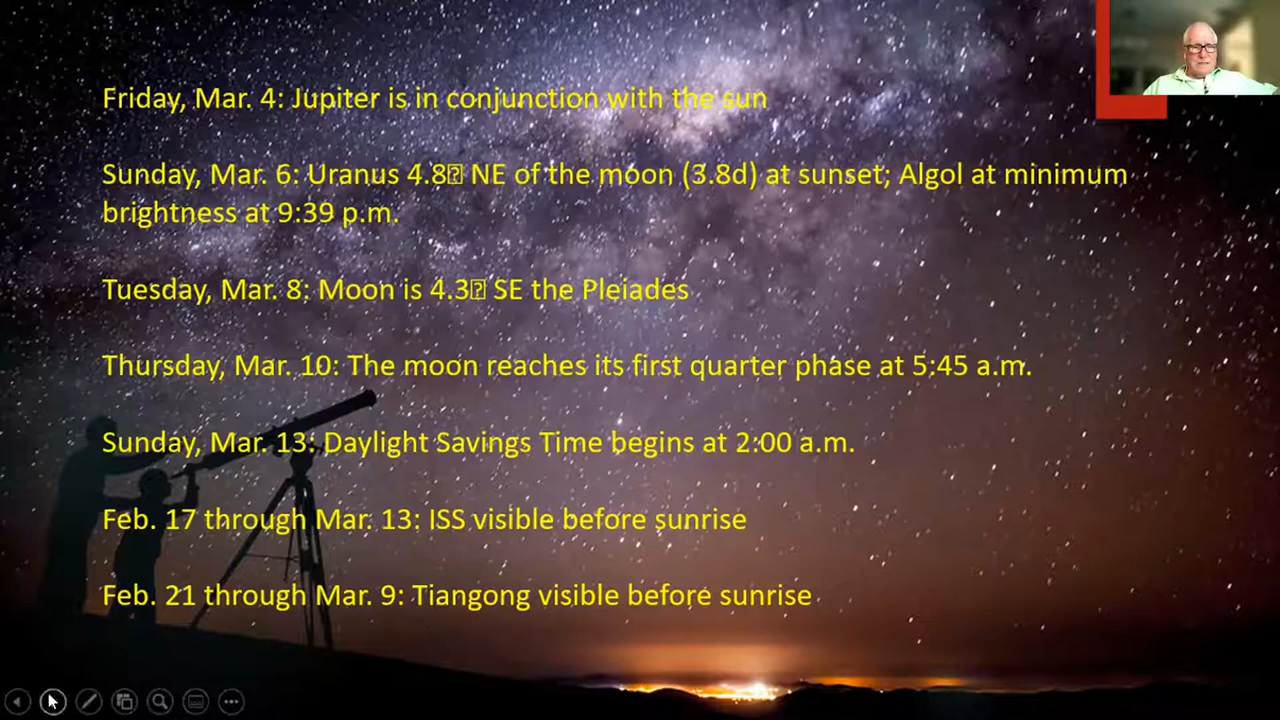 Friday, Mar. 4: Jupiter is in conjunction with the sun
Sunday, Mar. 6: Uranus 4.8⍰ NE of the moon (3.8d) at sunset; Algol at minimum
brightness at 9:39 p.m.
Tuesday, Mar. 8: Moon is 4.3⍰ SE the Pleiades
Thursday, Mar. 10: The moon reaches its first quarter phase at 5:45 a.m.
Sunday, Mar. 13: Daylight Savings Time begins at 2:00 a.m.
Feb. 17 through Mar. 13: ISS visible before sunrise
Feb. 21 through Mar. 9: Tiangong visible before sunrise